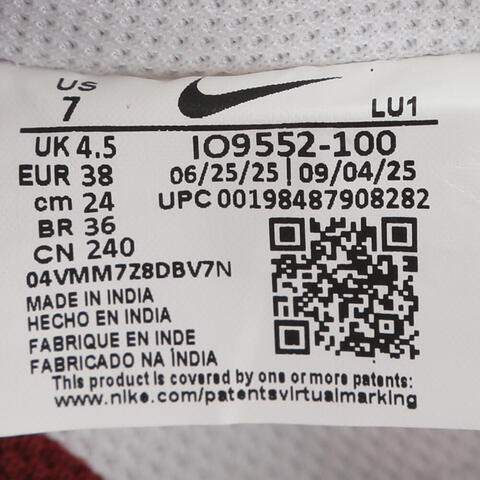 US
7
LU1
UK 4.5
EUR 38
cm 24
BR 36
CN 240
IO9552-100
06/25/25 | 09/04/25
UPC 00198487908282
04VMM7Z8DBV7N
MADE IN INDIA
HECHO EN INDIA
FABRIQUE EN INDE
FABRICADO NA ÍNDIA
This product is covered by one or more patents:
www.nike.com/patentsvirtualmarking